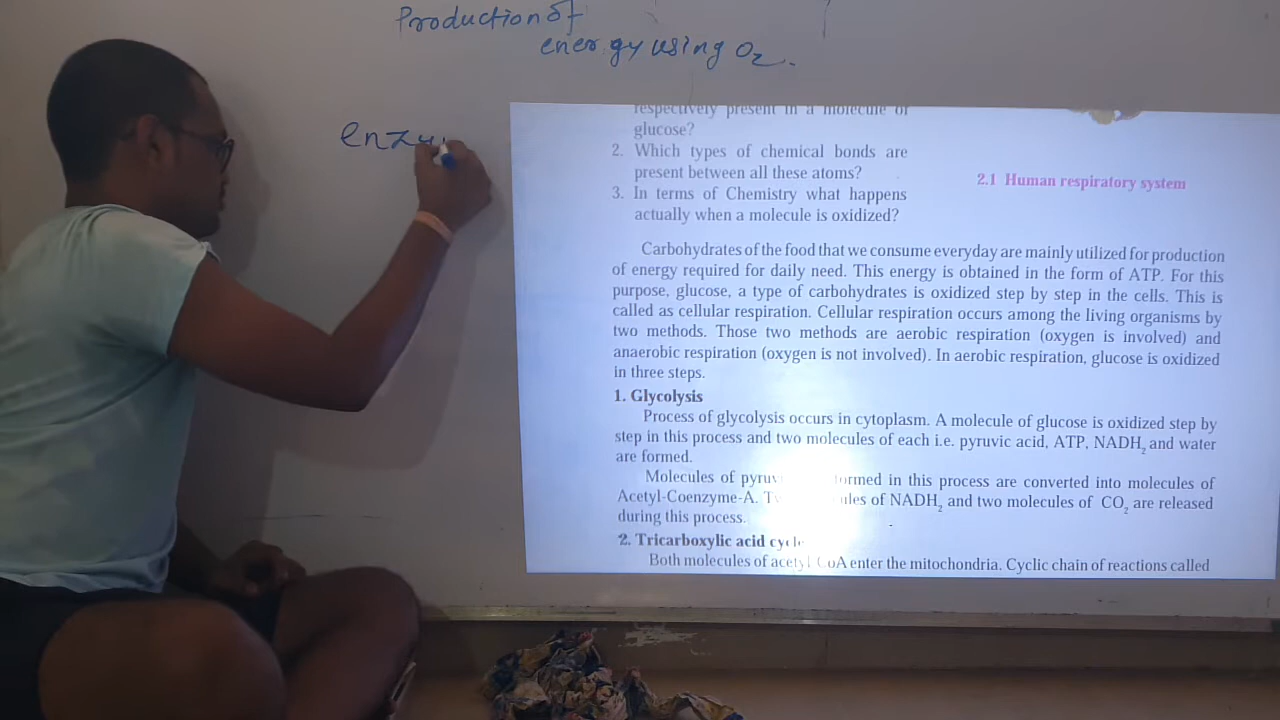 Production of
energy using O₂.
enzy
respectively present in a molecule of
glucose?
2. Which types of chemical bonds are
present between all these atoms?
3. In terms of Chemistry what happens
actually when a molecule is oxidized?
2.1 Human respiratory system
Carbohydrates of the food that we consume everyday are mainly utilized for production
of energy required for daily need. This energy is obtained in the form of ATP. For this
purpose, glucose, a type of carbohydrates is oxidized step by step in the cells. This is
called as cellular respiration. Cellular respiration occurs among the living organisms by
two methods. Those two methods are aerobic respiration (oxygen is involved) and
anaerobic respiration (oxygen is not involved). In aerobic respiration, glucose is oxidized
in three steps.
1. Glycolysis
Process of glycolysis occurs in cytoplasm. A molecule of glucose is oxidized step by
step in this process and two molecules of each i.e. pyruvic acid, ATP, NADH₂ and water
are formed.
Molecules of formed in this process are converted into molecules of
Acetyl-Coenzyme-A. of NADH₂ and two molecules of CO₂ are released
during this process.
2. Tricarboxylic acid cycle
Both molecules of acetyl CoA enter the mitochondria. Cyclic chain of reactions called